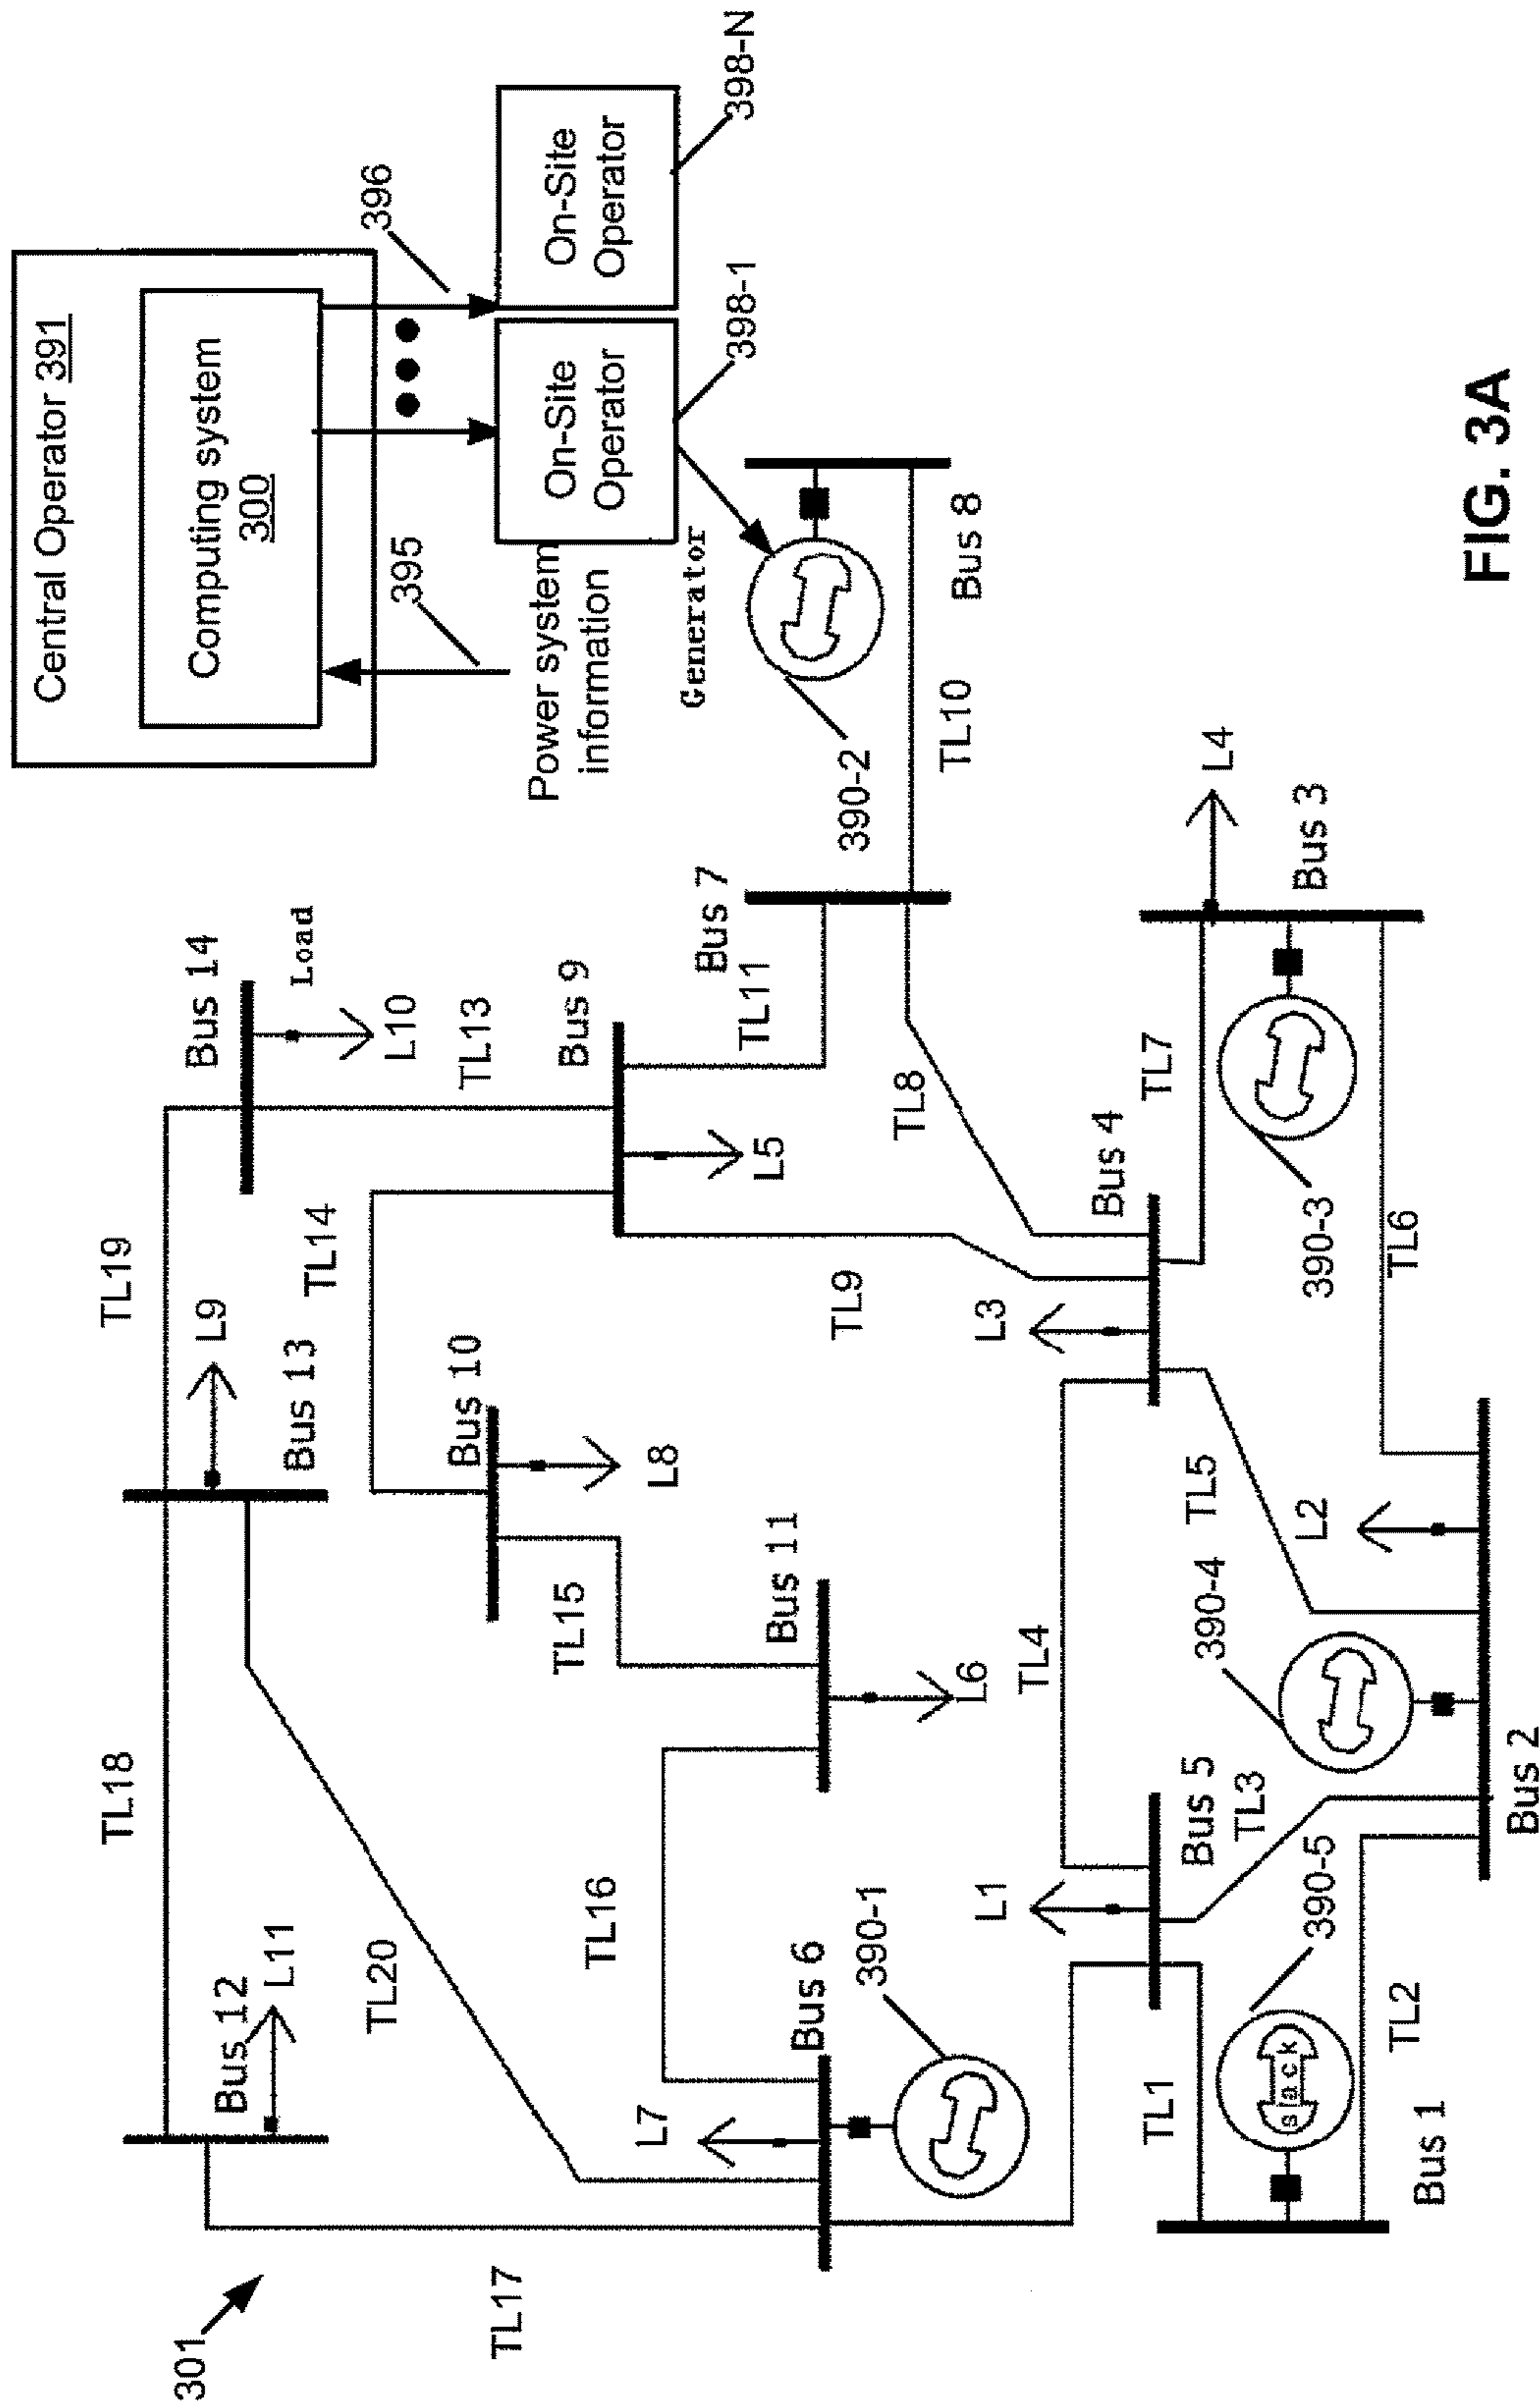 301
Central Operator 391
Computing system
300
395
396
Power system
information
On-Site
Operator
On-Site
Operator
398-1
398-N
Generator
390-2
Bus 8
TL10
Bus 7
TL11
TL8
Bus 14
Load
L10
TL13
TL19
TL14
Bus 9
L5
TL9
L9
Bus 13
Bus 10
L8
TL15
Bus 11
L6
TL16
TL18
Bus 12
L11
TL20
TL17
L7
Bus 6
390-1
L1
Bus 5
TL4
L3
Bus 4
TL7
L4
Bus 3
390-3
TL6
TL5
L2
390-4
TL3
Bus 2
390-5
slack
TL1
TL2
Bus 1
FIG. 3A